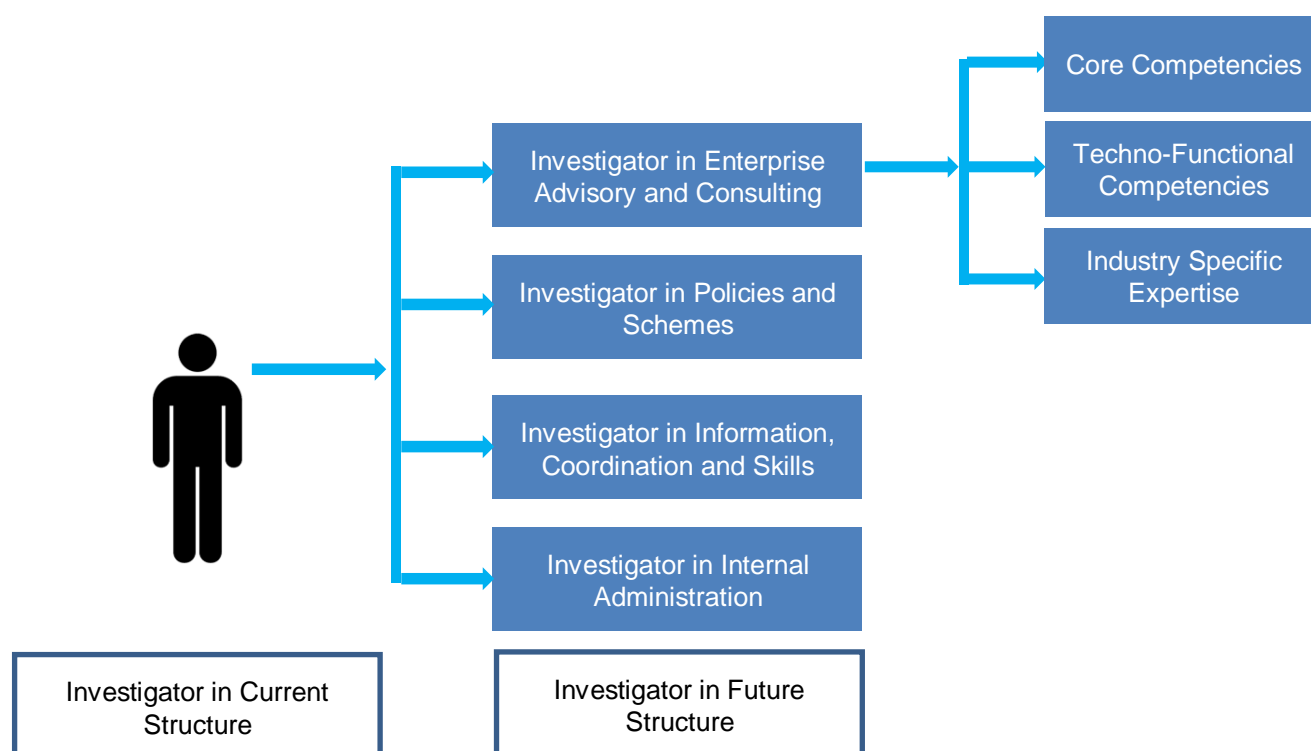 Core Competencies
Investigator in Enterprise
Advisory and Consulting
Techno-Functional
Competencies
Industry Specific
Expertise
Investigator in Policies and
Schemes
Investigator in Information,
Coordination and Skills
Investigator in Internal
Administration
Investigator in Current
Structure
Investigator in Future
Structure